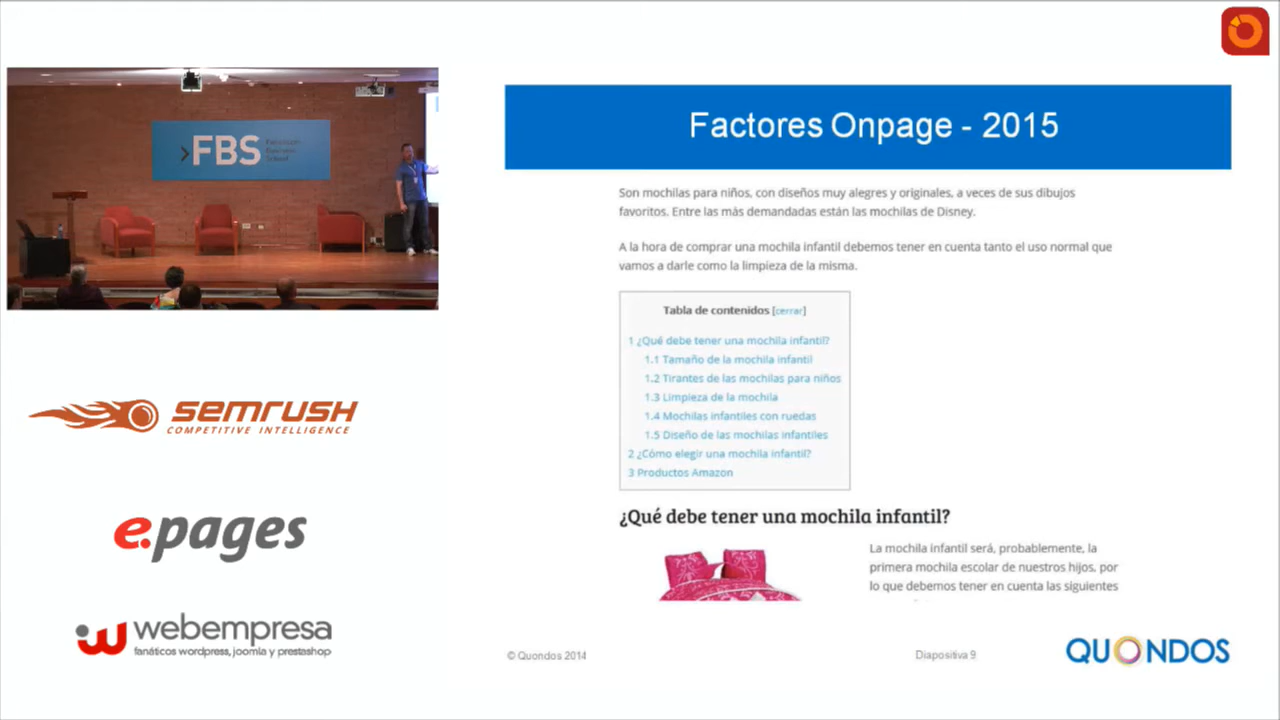 FBS
SEMRUSH
COMPETITIVE INTELLIGENCE
e.pages
webempresa
fanáticos wordpress, joomla y prestashop
Factores Onpage - 2015
Son mochilas para niños, con diseños muy alegres y originales, a veces de sus dibujos
favoritos. Entre las más demandadas están las mochilas de Disney.
A la hora de comprar una mochila infantil debemos tener en cuenta tanto el uso normal que
vamos a darle como la limpieza de la misma.
Tabla de contenidos [cerrar]
1 ¿Qué debe tener una mochila infantil?
1.1 Tamaño de la mochila infantil
1.2 Tirantes de las mochilas para niños
1.3 Limpieza de la mochila
1.4 Mochilas infantiles con ruedas
1.5 Diseño de las mochilas infantiles
2 ¿Cómo elegir una mochila infantil?
3 Productos Amazon
¿Qué debe tener una mochila infantil?
La mochila infantil será, probablemente, la
primera mochila escolar de nuestros hijos, por
lo que debemos tener en cuenta las siguientes
© Quondos 2014
Diapositiva 9
QUONDOS